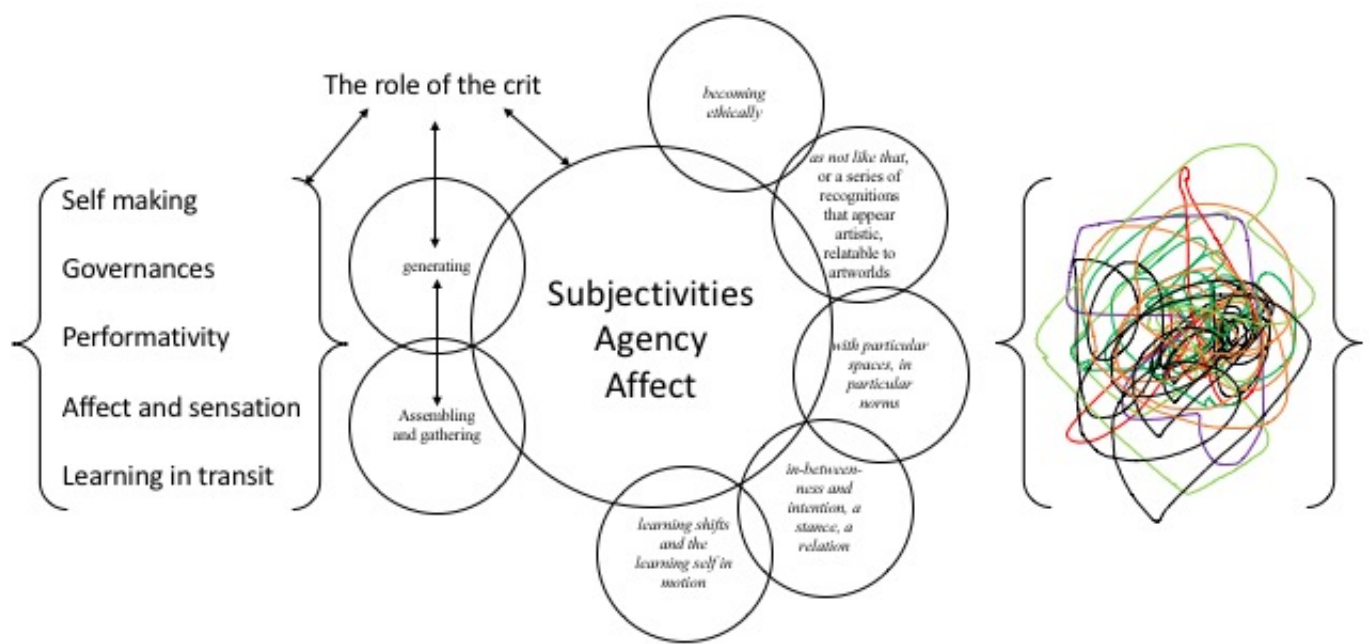 The role of the crit
Self making
Governances
Performativity
Affect and sensation
Learning in transit
generating
Assembling
and gathering
Subjectivities
Agency
Affect
becoming
ethically
as not like that,
or a series of
recognitions
that appear
artistic,
relatable to
artworlds
with particular
spaces, in
particular
norms
in-between-
ness and
intention, a
stance, a
relation
learning shifts
and the
learning self in
motion